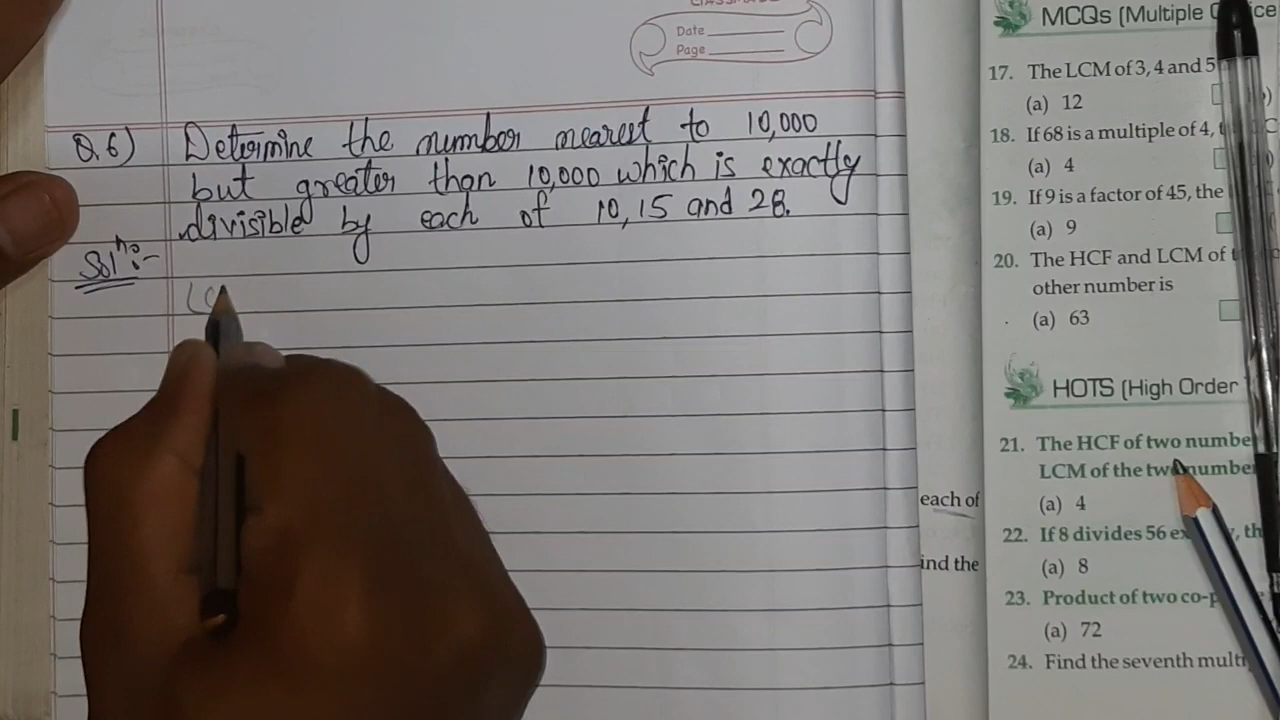 CLASSMATE
Date
Page
Q.6) Determine the number nearest to 10,000
but greater than 10,000 which is exactly
divisible by each of 10, 15 and 28.
Solno:-
LC
each of
ind the
MCQs (Multiple
17. The LCM of 3, 4 and 5
(a) 12
18. If 68 is a multiple of 4,
(a) 4
19. If 9 is a factor of 45, the
(a) 9
20. The HCF and LCM of
other number is
(a) 63
HOTS (High Order
21. The HCF of two numbe
LCM of the two numbe
(a) 4
22. If 8 divides 56
(a) 8
23. Product of two co-p
(a) 72
24. Find the seventh mult